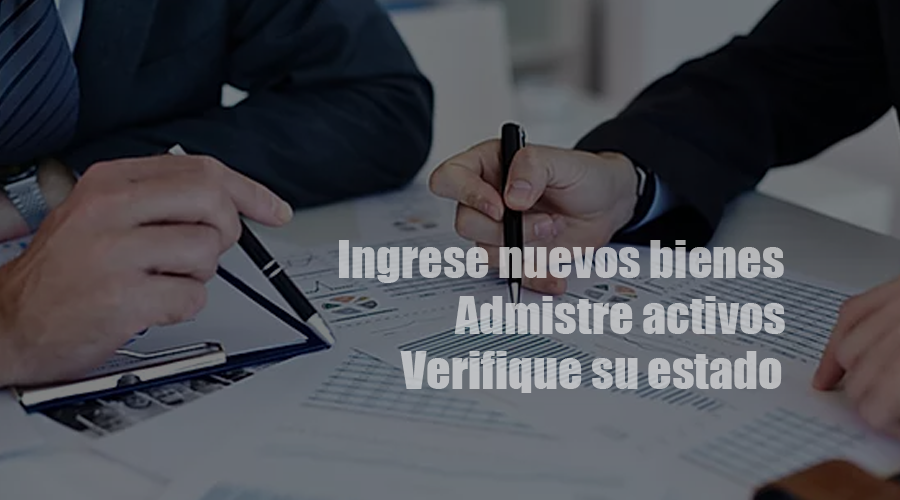 Ingrese nuevos bienes
Admistre activos
Verifique su estado